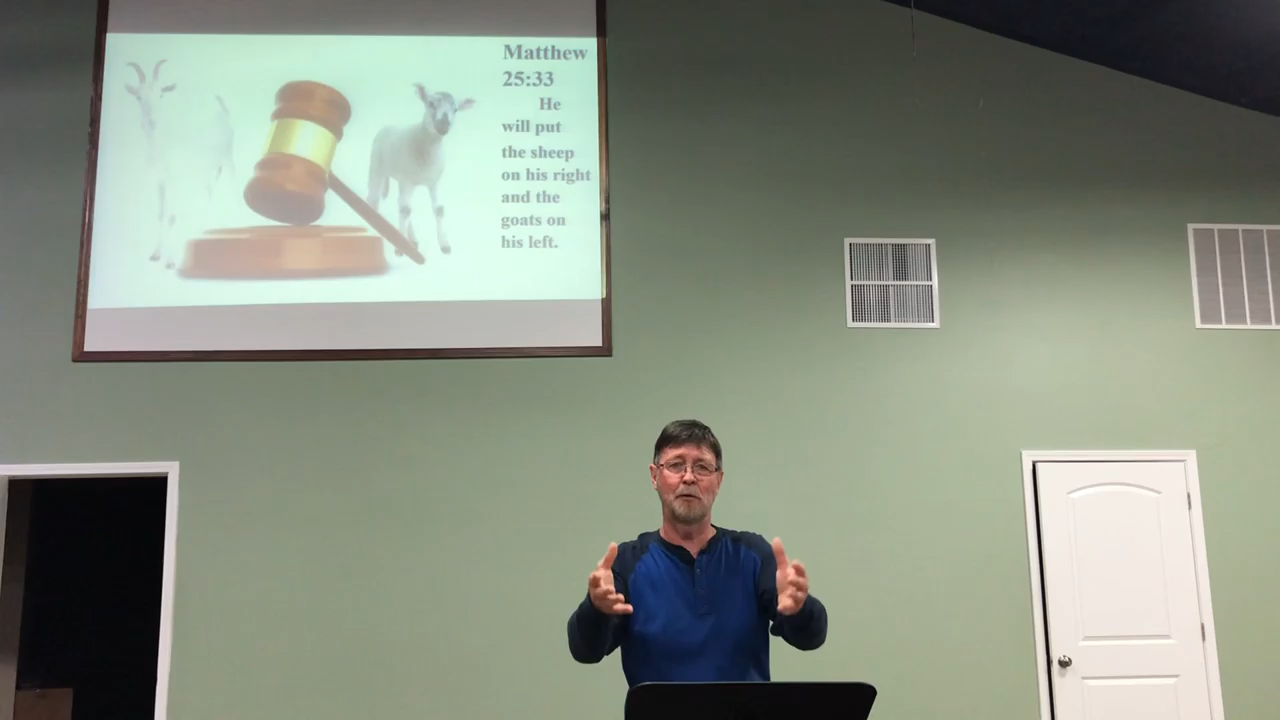 Matthew
25:33
He
will put
the sheep
on his right
and the
goats on
his left.